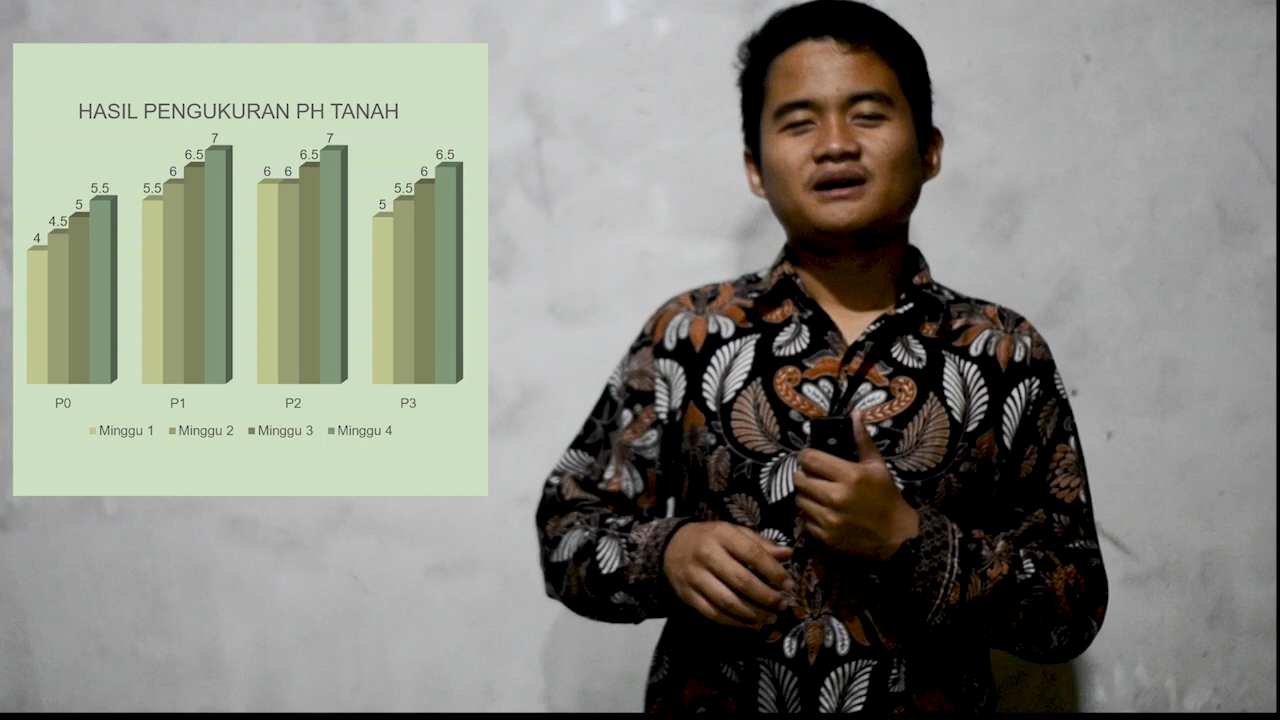 HASIL PENGUKURAN PH TANAH
4 4.5 5 5.5
5.5 6 6.5 7
6 6 6.5 7
5 5.5 6 6.5
P0 P1 P2 P3
Minggu 1 Minggu 2 Minggu 3 Minggu 4